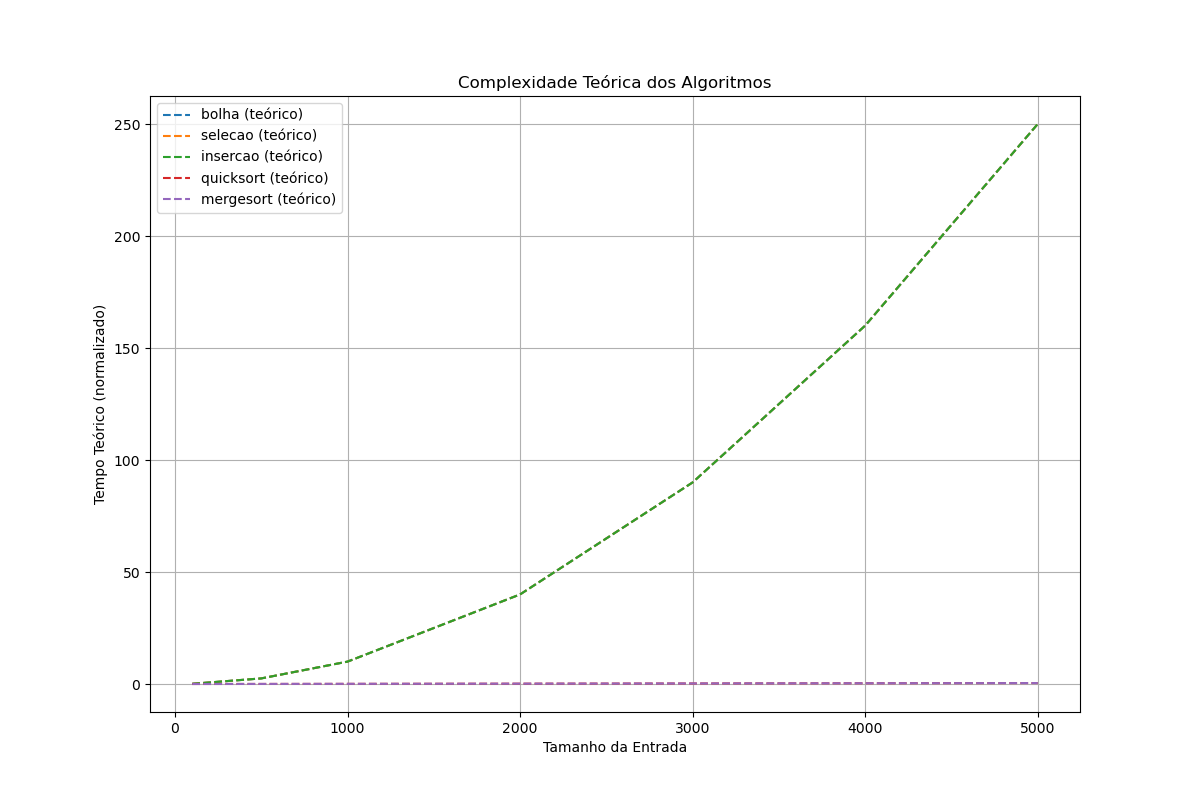 Complexidade Teórica dos Algoritmos
bolha (teórico)
selecao (teórico)
insercao (teórico)
quicksort (teórico)
mergesort (teórico)
250
200
150
100
50
0
Tempo Teórico (normalizado)
0 1000 2000 3000 4000 5000
Tamanho da Entrada